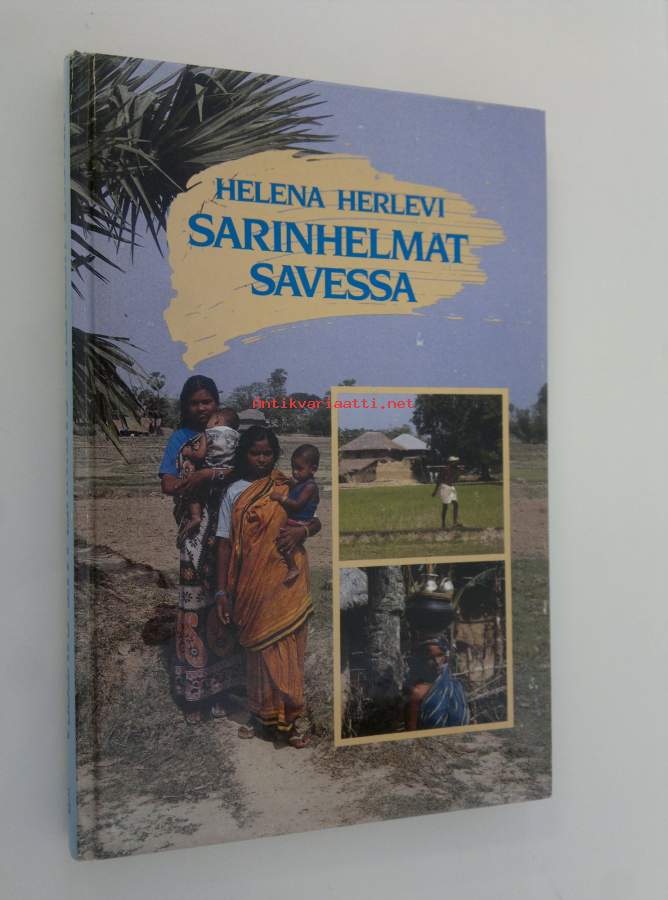 HELENA HERLEVI
SARINHELMAT
SAVESSA
Antikvariaatti.net